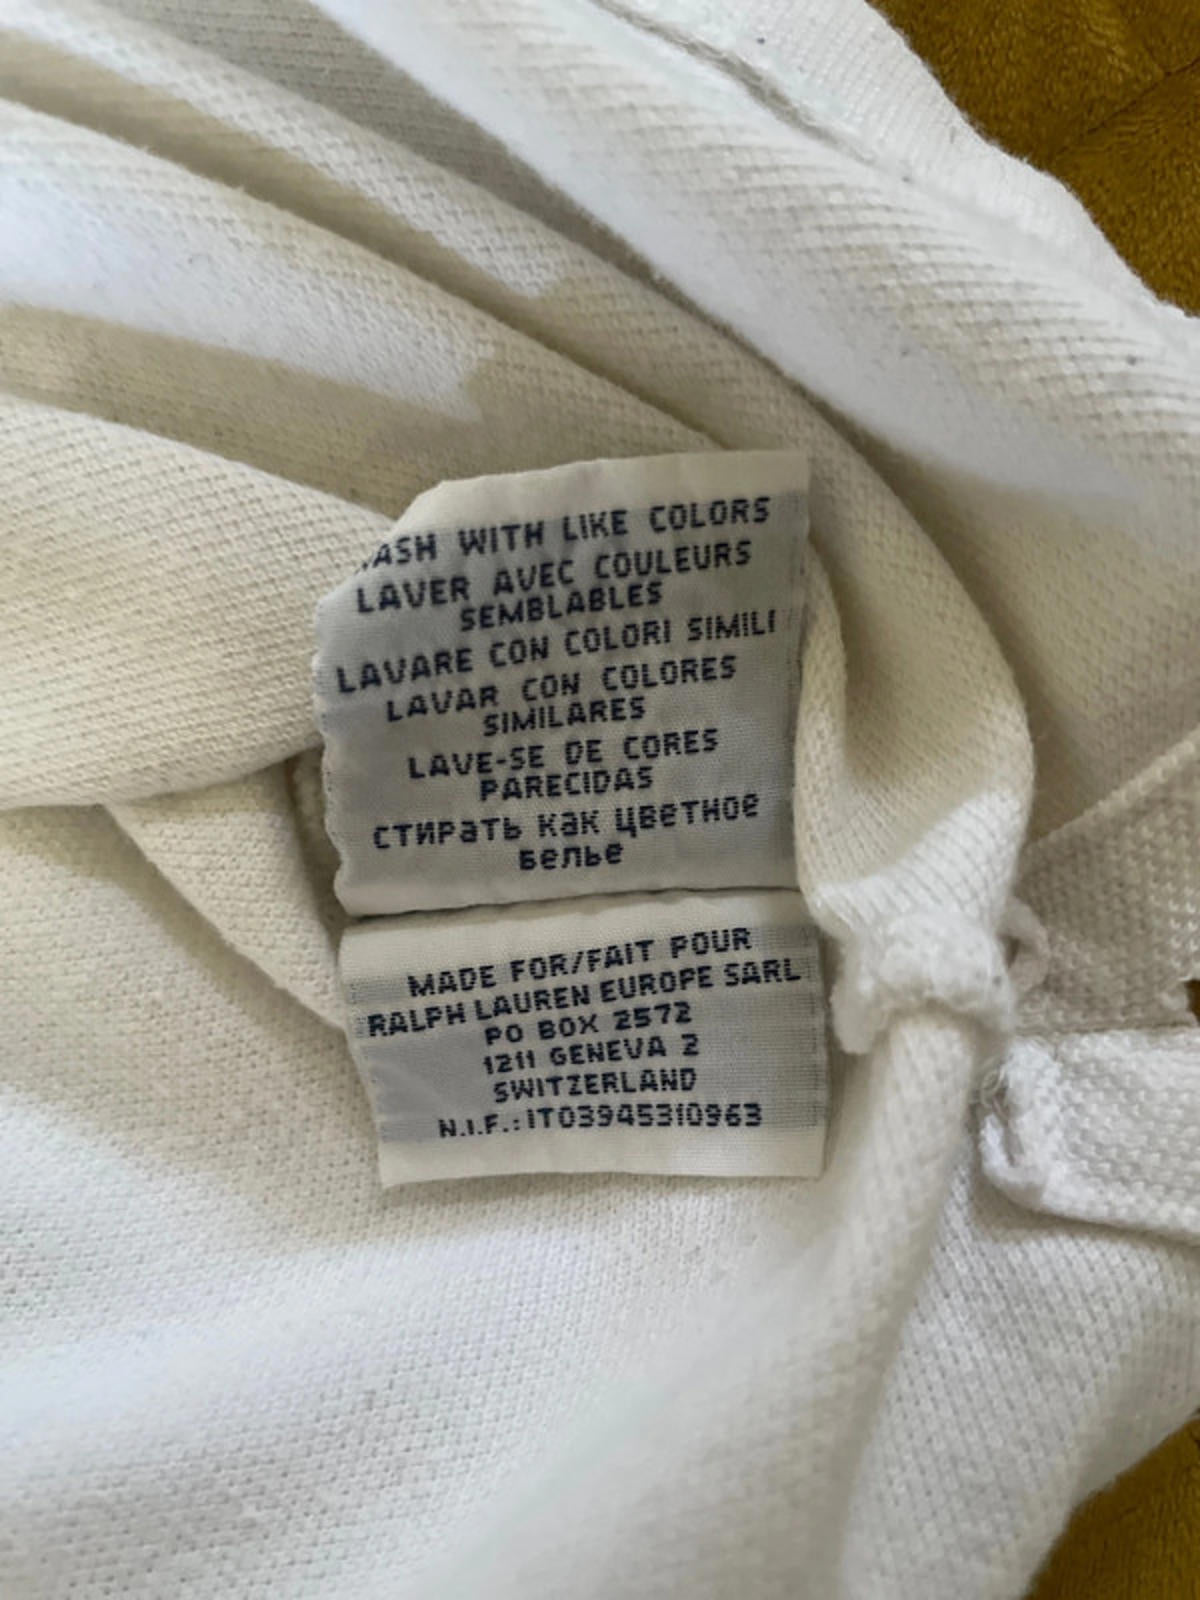 WASH WITH LIKE COLORS
LAVER AVEC COULEURS
SEMBLABLES
LAVARE CON COLORI SIMILI
LAVAR CON COLORES
SIMILARES
LAVE-SE DE CORES
PARECIDAS
СТИРАТЬ КАК ЦВЕТНОЕ
БЕЛЬЕ
MADE FOR/FAIT POUR
RALPH LAUREN EUROPE SARL
PO BOX 2572
1211 GENEVA 2
SWITZERLAND
N.I.F.:IT03945310963